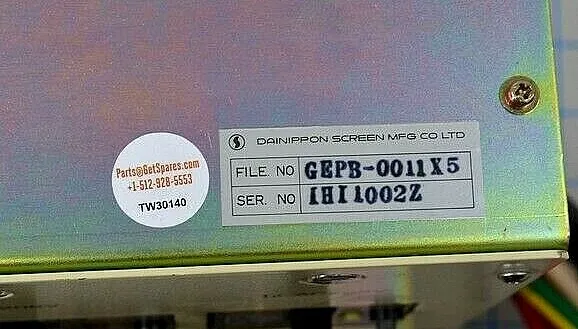 DAINIPPON SCREEN MFG CO LTD
FILE. NO GEPB-0011X5
SER. NO IHI1002Z
Parts@GetSpares.com
+1-512-928-5553
TW30140